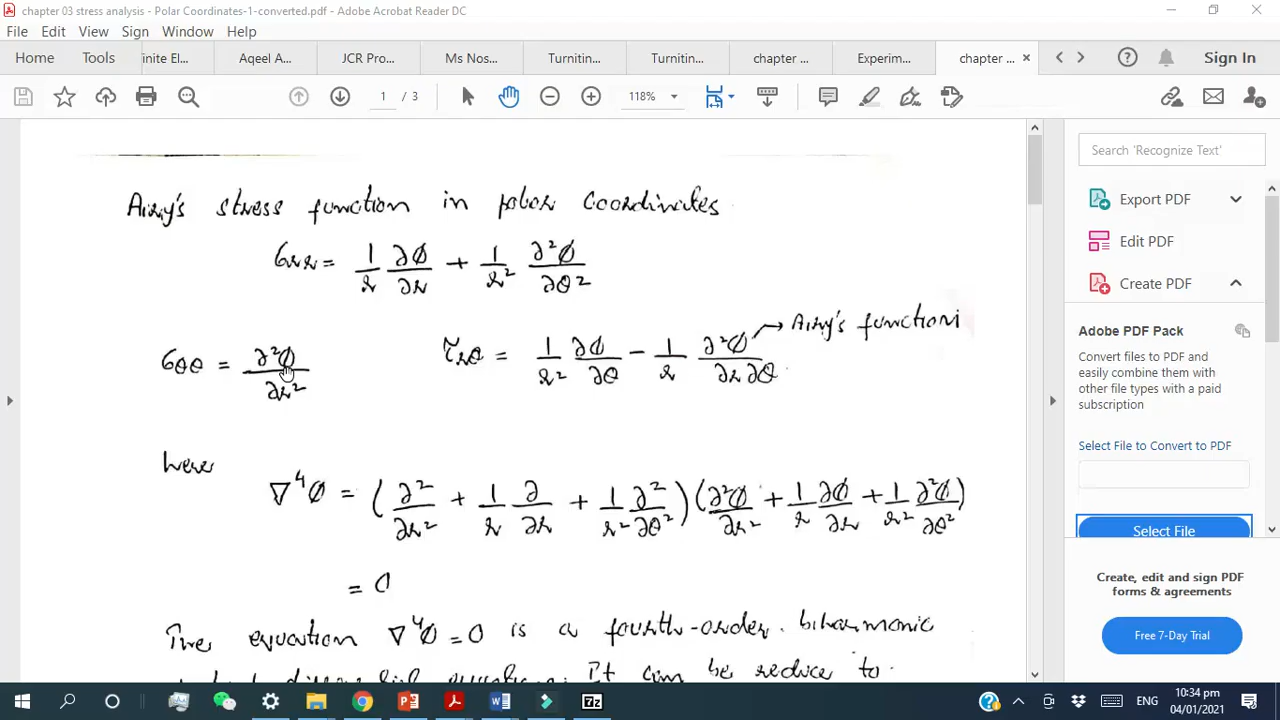 chapter 03 stress analysis - Polar Coordinates-1-converted.pdf - Adobe Acrobat Reader DC
File Edit View Sign Window Help
Home Tools inite El... Aqeel A... JCR Pro... Ms Nos... Turnitin... Turnitin... chapter ... Experim... chapter ... Sign In
1 / 3 118%
Search 'Recognize Text'
Export PDF
Edit PDF
Create PDF
Adobe PDF Pack
Convert files to PDF and easily combine them with other file types with a paid subscription
Select File to Convert to PDF
Select File
Create, edit and sign PDF forms & agreements
Free 7-Day Trial
Airy's stress function in polar Coordinates
σrr = 1/r ∂φ/∂r + 1/r² ∂²φ/∂θ²
σθθ = ∂²φ/∂r² τrθ = 1/r² ∂φ/∂θ - 1/r ∂²φ/∂r∂θ → Airy's function
here
∇⁴φ = (∂²/∂r² + 1/r ∂/∂r + 1/r² ∂²/∂θ²)(∂²φ/∂r² + 1/r ∂φ/∂r + 1/r² ∂²φ/∂θ²)
= 0
The equation ∇⁴φ = 0 is a fourth-order biharmonic
It can be reduce to
ENG 10:34 pm 04/01/2021